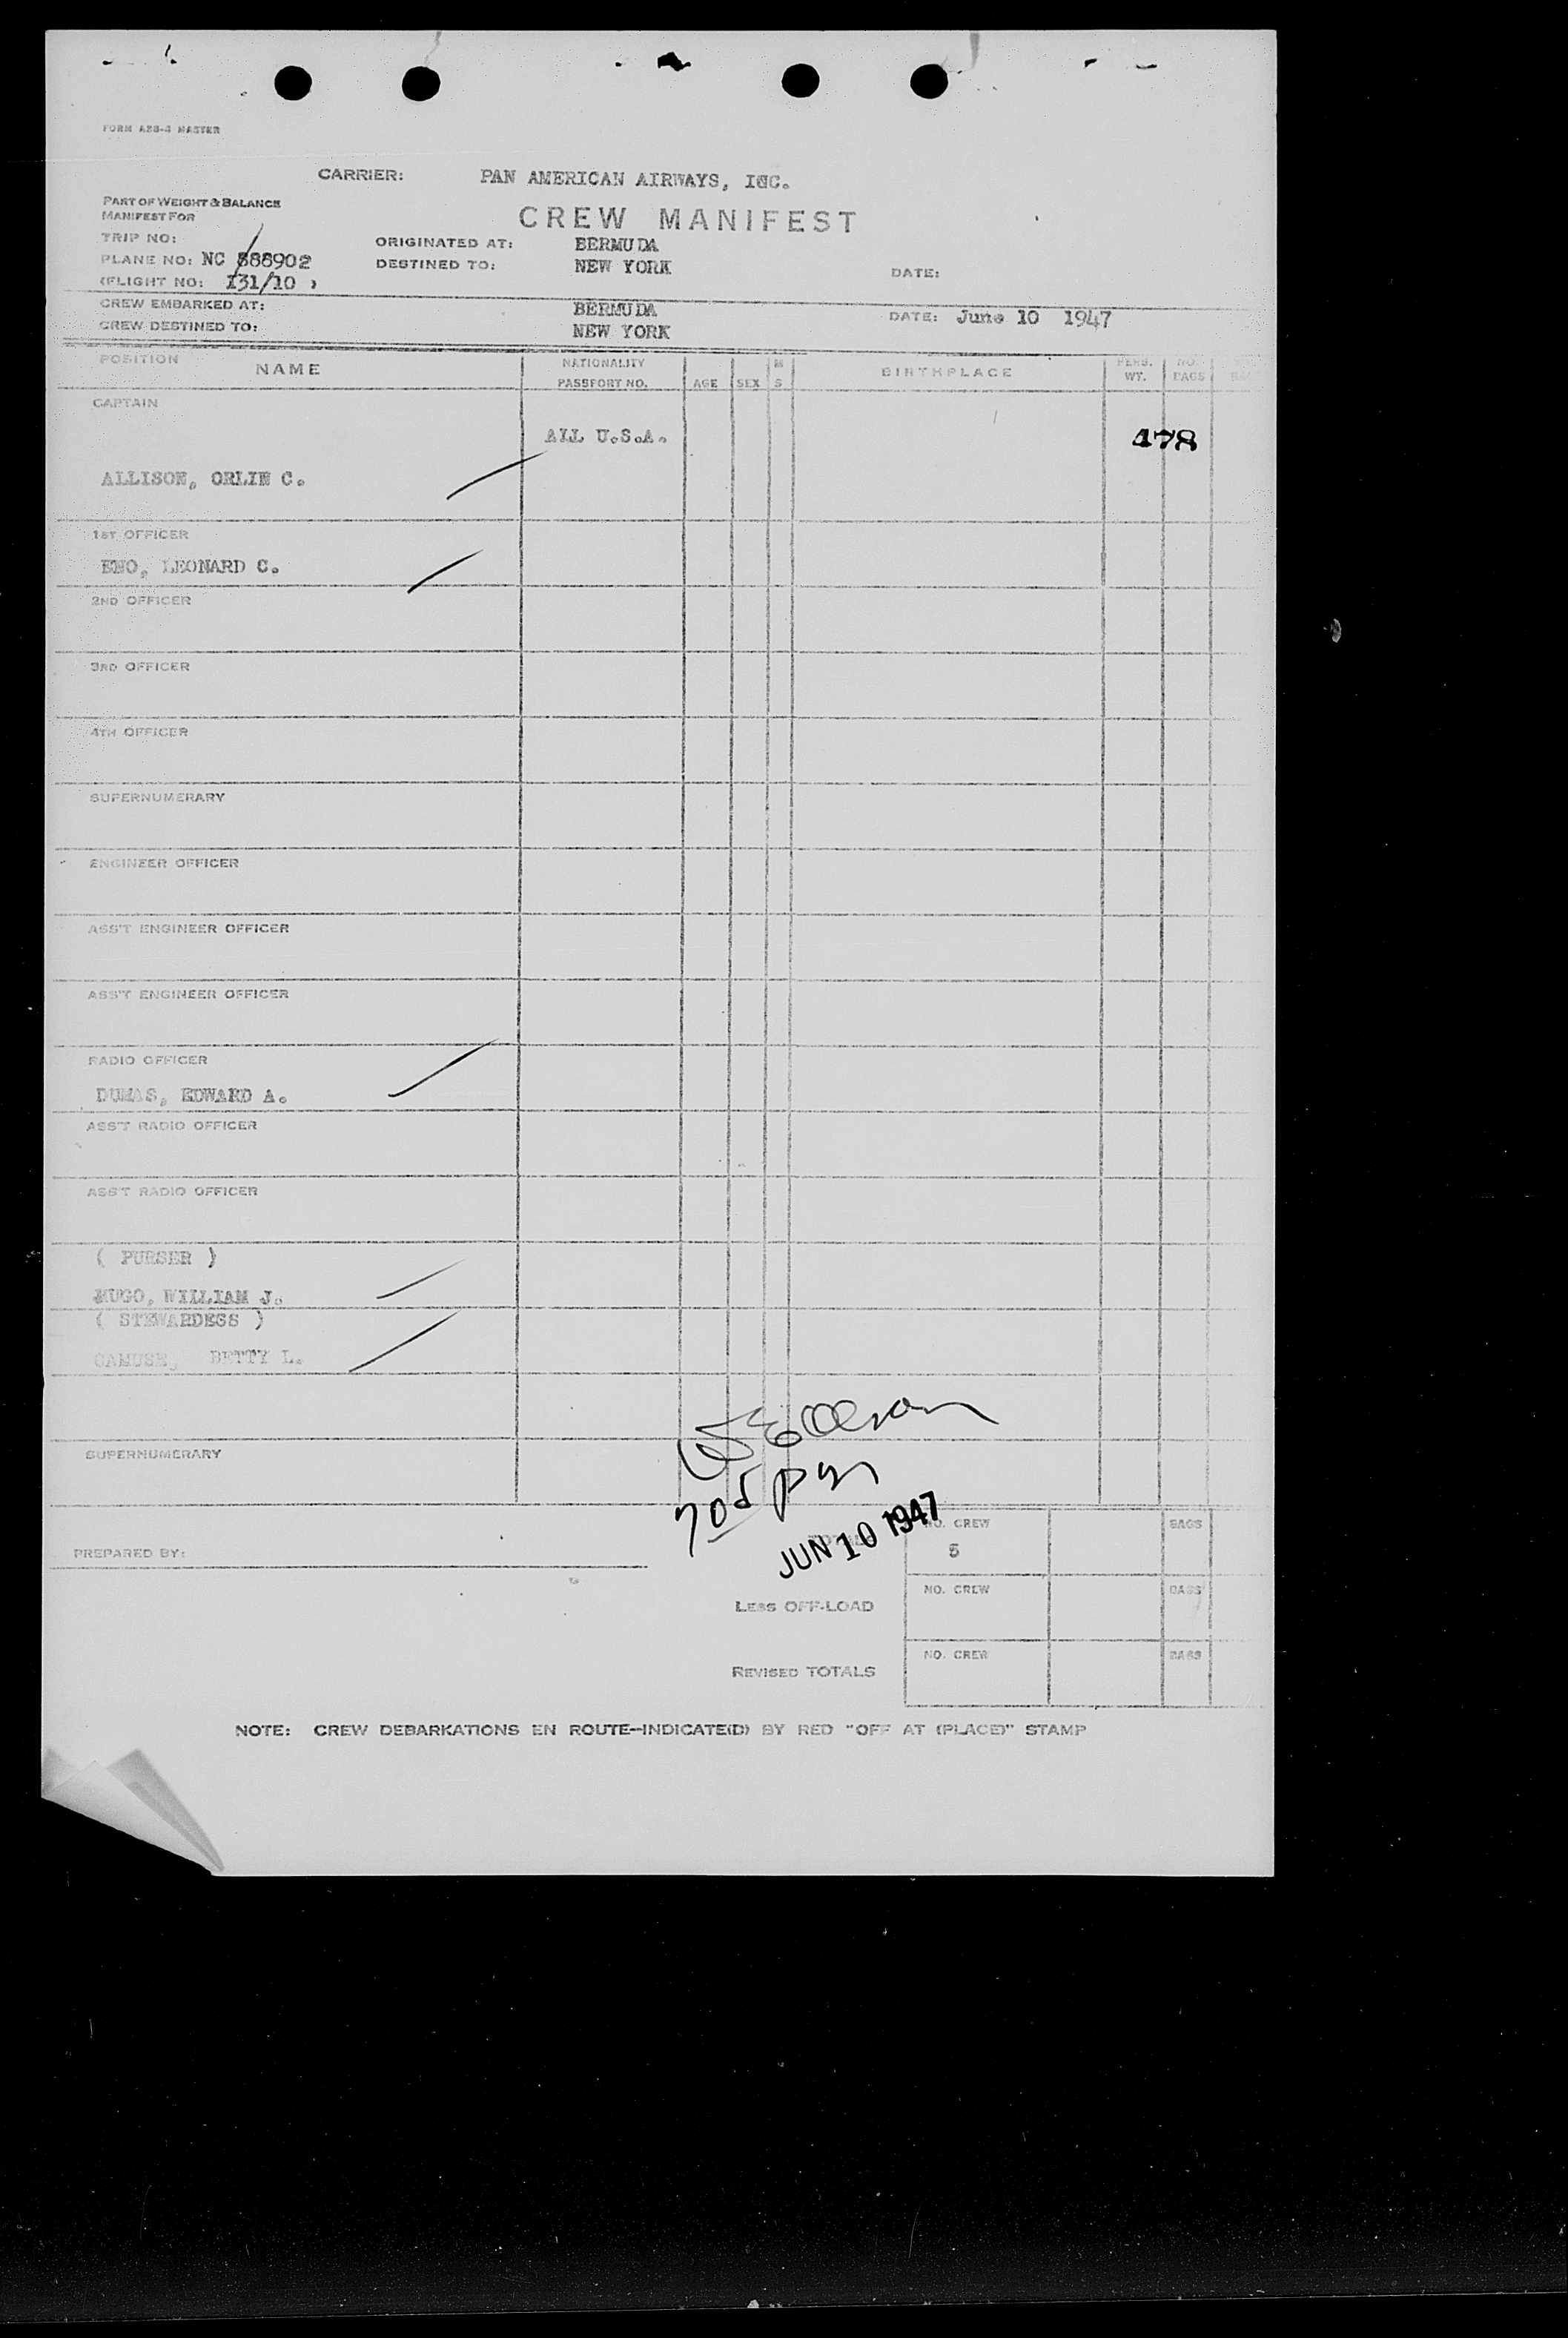 FORM ASB-3 MASTER
CARRIER: PAN AMERICAN AIRWAYS, INC.
PART OF WEIGHT & BALANCE
MANIFEST FOR
CREW MANIFEST
TRIP NO:
ORIGINATED AT: BERMUDA
PLANE NO: NC 888902
DESTINED TO: NEW YORK
DATE:
(FLIGHT NO: 131/10 )
CREW EMBARKED AT: BERMUDA
DATE: June 10 1947
CREW DESTINED TO: NEW YORK
POSITION NAME NATIONALITY PASSPORT NO. AGE SEX M S BIRTHPLACE PERS. WT. NO. BAGS
CAPTAIN
ALL U.S.A. 478
ALLISON, ORLIN C.
1ST OFFICER
ENO, LEONARD C.
2ND OFFICER
3RD OFFICER
4TH OFFICER
SUPERNUMERARY
ENGINEER OFFICER
ASS'T ENGINEER OFFICER
ASS'T ENGINEER OFFICER
RADIO OFFICER
DUMAS, EDWARD A.
ASS'T RADIO OFFICER
ASS'T RADIO OFFICER
( PURSER )
MUGO, WILLIAM J.
( STEWARDESS )
BETTY L.
SUPERNUMERARY
705 pm
JUN 10 1947
PREPARED BY:
NO. CREW BAGS
5
LESS OFF-LOAD NO. CREW BAGS
REVISED TOTALS NO. CREW BAGS
NOTE: CREW DEBARKATIONS EN ROUTE—INDICATE(D) BY RED "OFF AT (PLACE)" STAMP